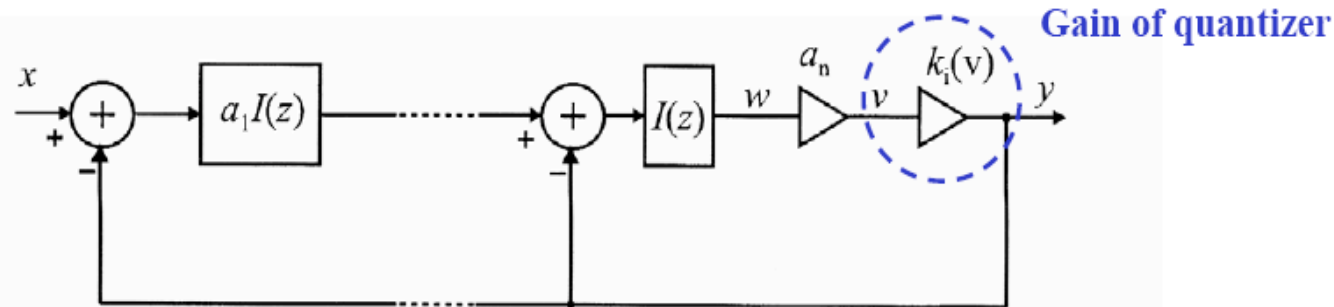 Gain of quantizer
x
+
+
-
a₁I(z)
+
+
-
I(z)
w
aₙ
v
kᵢ(v)
y